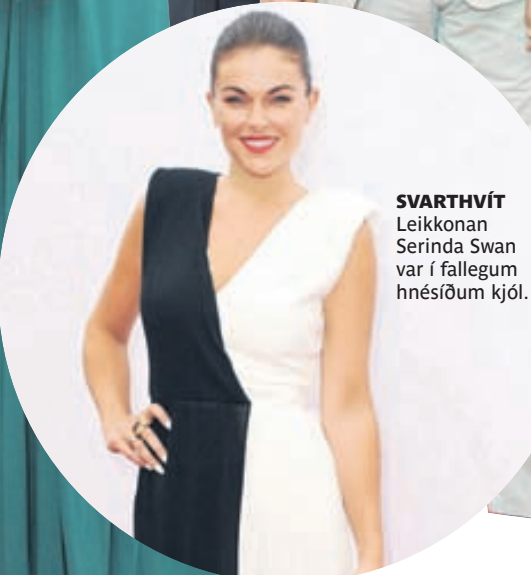 SVARTHVÍT
Leikkonan
Serinda Swan
var í fallegum
hnésíðum kjól.